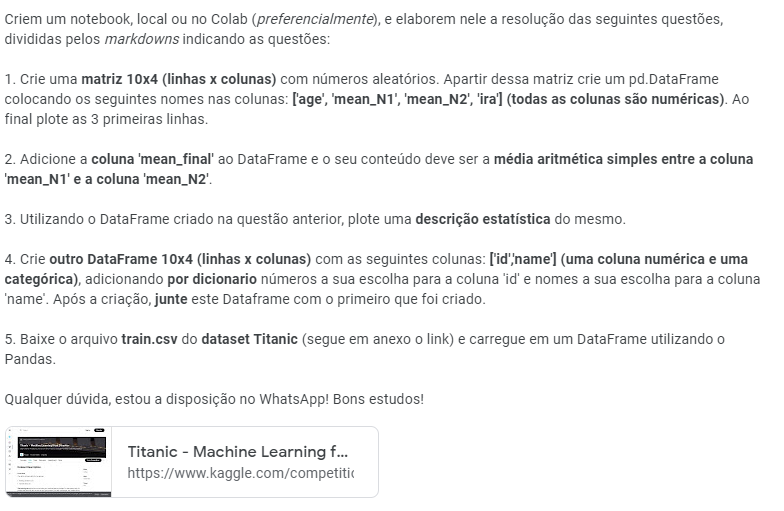 Criem um notebook, local ou no Colab (preferencialmente), e elaborem nele a resolução das seguintes questões,
divididas pelos markdowns indicando as questões:
1. Crie uma matriz 10x4 (linhas x colunas) com números aleatórios. Apartir dessa matriz crie um pd.DataFrame
colocando os seguintes nomes nas colunas: ['age', 'mean_N1', 'mean_N2', 'ira'] (todas as colunas são numéricas). Ao
final plote as 3 primeiras linhas.
2. Adicione a coluna 'mean_final' ao DataFrame e o seu conteúdo deve ser a média aritmética simples entre a coluna
'mean_N1' e a coluna 'mean_N2'.
3. Utilizando o DataFrame criado na questão anterior, plote uma descrição estatística do mesmo.
4. Crie outro DataFrame 10x4 (linhas x colunas) com as seguintes colunas: ['id','name'] (uma coluna numérica e uma
categórica), adicionando por dicionario números a sua escolha para a coluna 'id' e nomes a sua escolha para a coluna
'name'. Após a criação, junte este Dataframe com o primeiro que foi criado.
5. Baixe o arquivo train.csv do dataset Titanic (segue em anexo o link) e carregue em um DataFrame utilizando o
Pandas.
Qualquer dúvida, estou a disposição no WhatsApp! Bons estudos!
Titanic - Machine Learning f...
https://www.kaggle.com/competitic